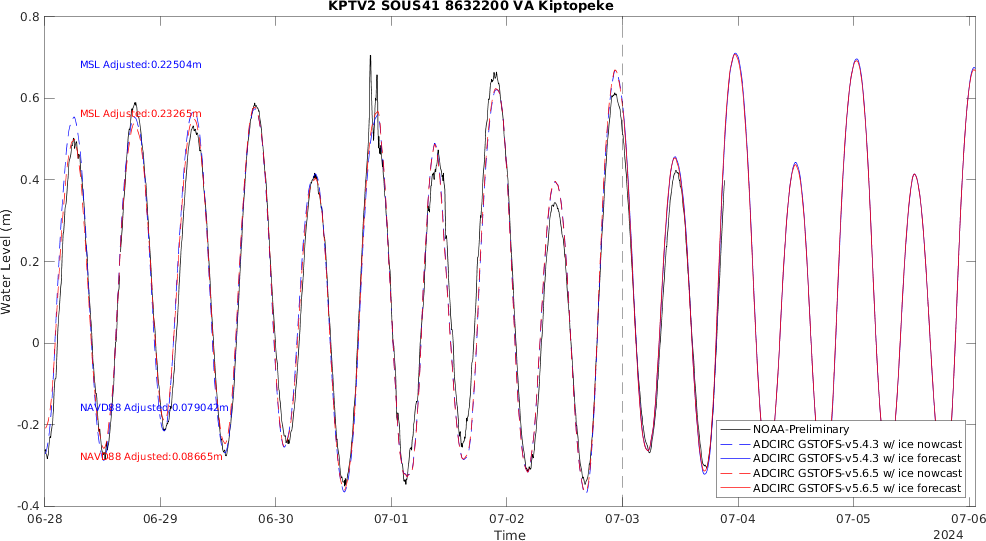 KPTV2 SOUS41 8632200 VA Kiptopeke
0.8
0.6
0.4
0.2
0
-0.2
-0.4
Water Level (m)
MSL Adjusted:0.22504m
MSL Adjusted:0.23265m
NAVD88 Adjusted:0.079042m
NAVD88 Adjusted:0.08665m
NOAA-Preliminary
ADCIRC GSTOFS-v5.4.3 w/ ice nowcast
ADCIRC GSTOFS-v5.4.3 w/ ice forecast
ADCIRC GSTOFS-v5.6.5 w/ ice nowcast
ADCIRC GSTOFS-v5.6.5 w/ ice forecast
06-28 06-29 06-30 07-01 07-02 07-03 07-04 07-05 07-06
Time
2024